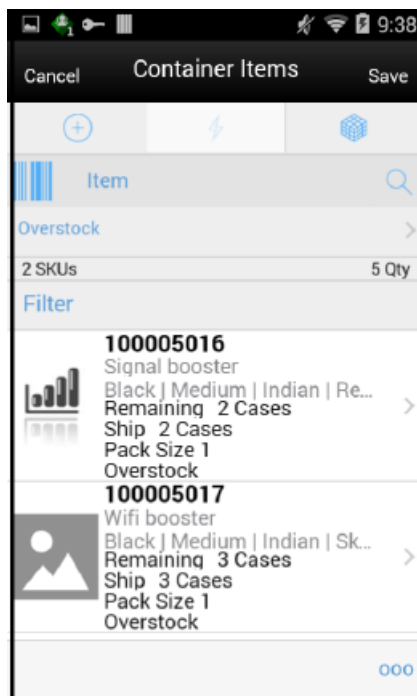 9:38
Cancel Container Items Save
Item
Overstock
2 SKUs 5 Qty
Filter
100005016
Signal booster
Black | Medium | Indian | Re...
Remaining 2 Cases
Ship 2 Cases
Pack Size 1
Overstock
100005017
Wifi booster
Black | Medium | Indian | Sk...
Remaining 3 Cases
Ship 3 Cases
Pack Size 1
Overstock